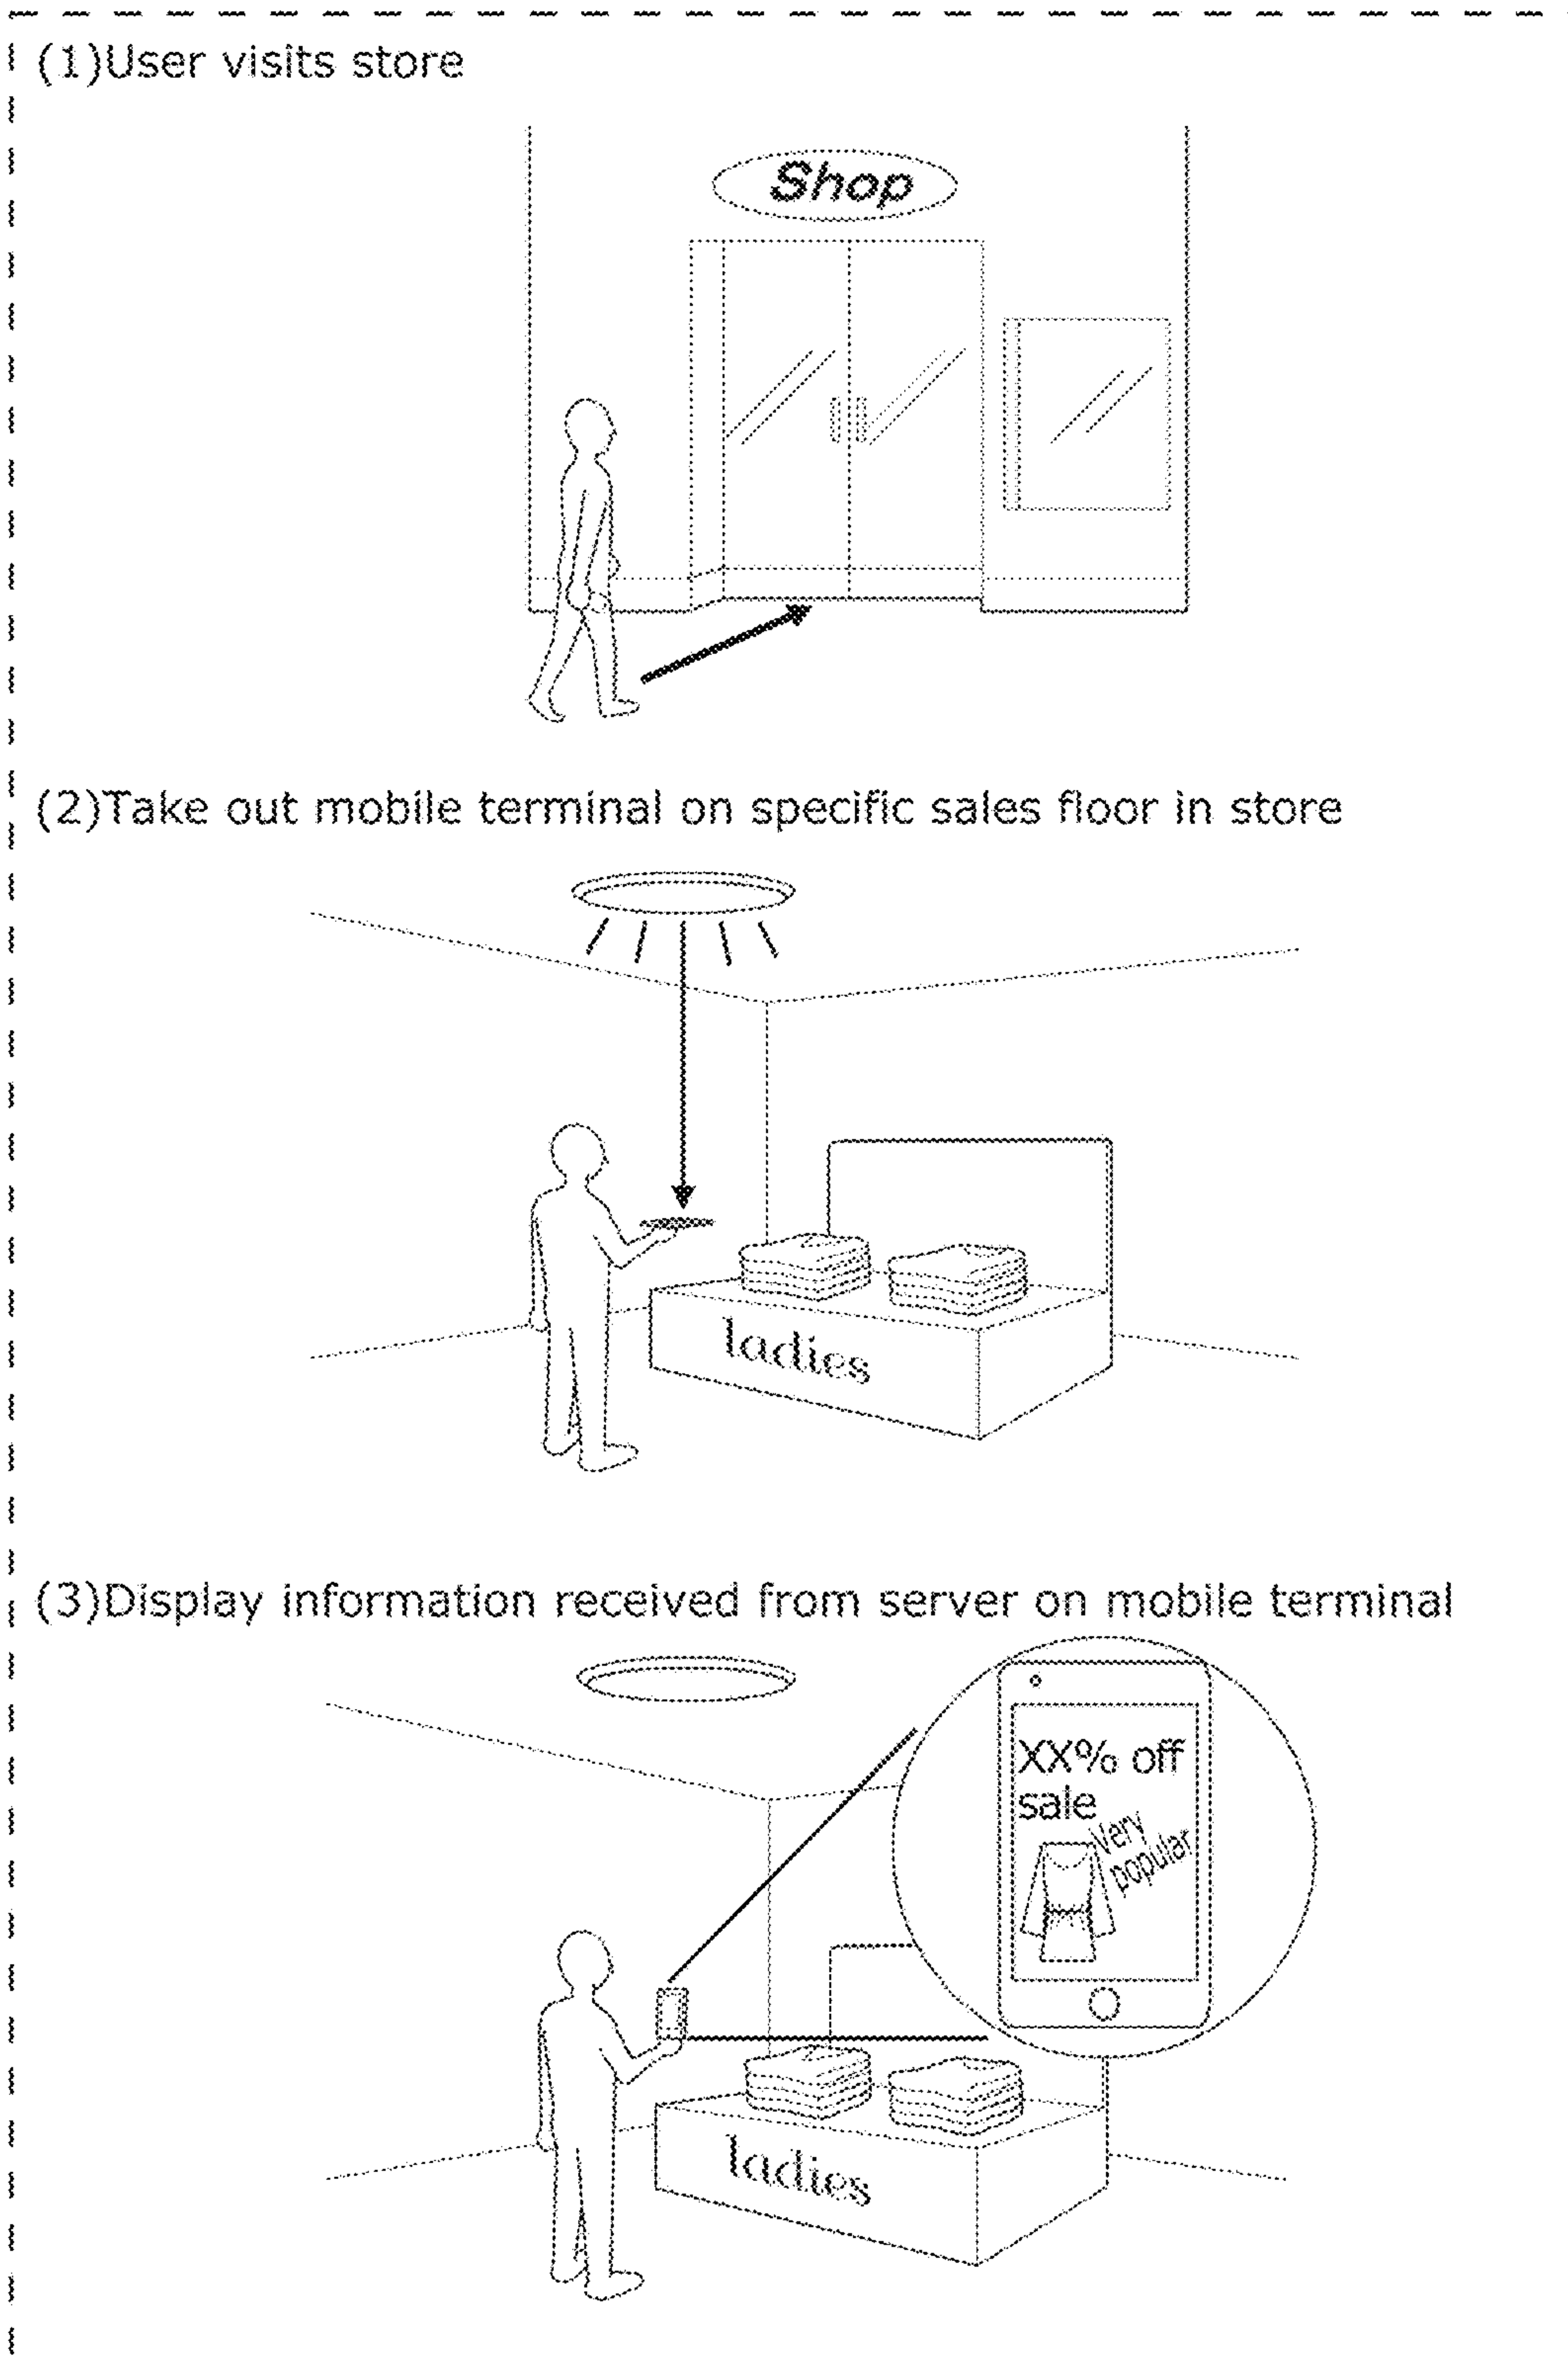 (1)User visits store
Shop
(2)Take out mobile terminal on specific sales floor in store
ladies
(3)Display information received from server on mobile terminal
XX% off
sale
Very
popular
ladies